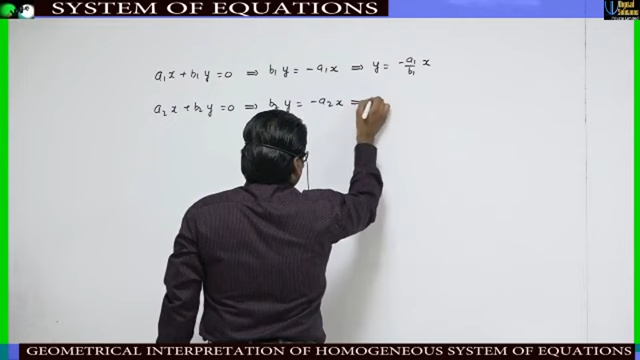 SYSTEM OF EQUATIONS
a₁x + b₁y = 0 ⟹ b₁y = -a₁x ⟹ y = -a₁/b₁ x
a₂x + b₂y = 0 ⟹ b₂y = -a₂x ⟹
GEOMETRICAL INTERPRETATION OF HOMOGENEOUS SYSTEM OF EQUATIONS